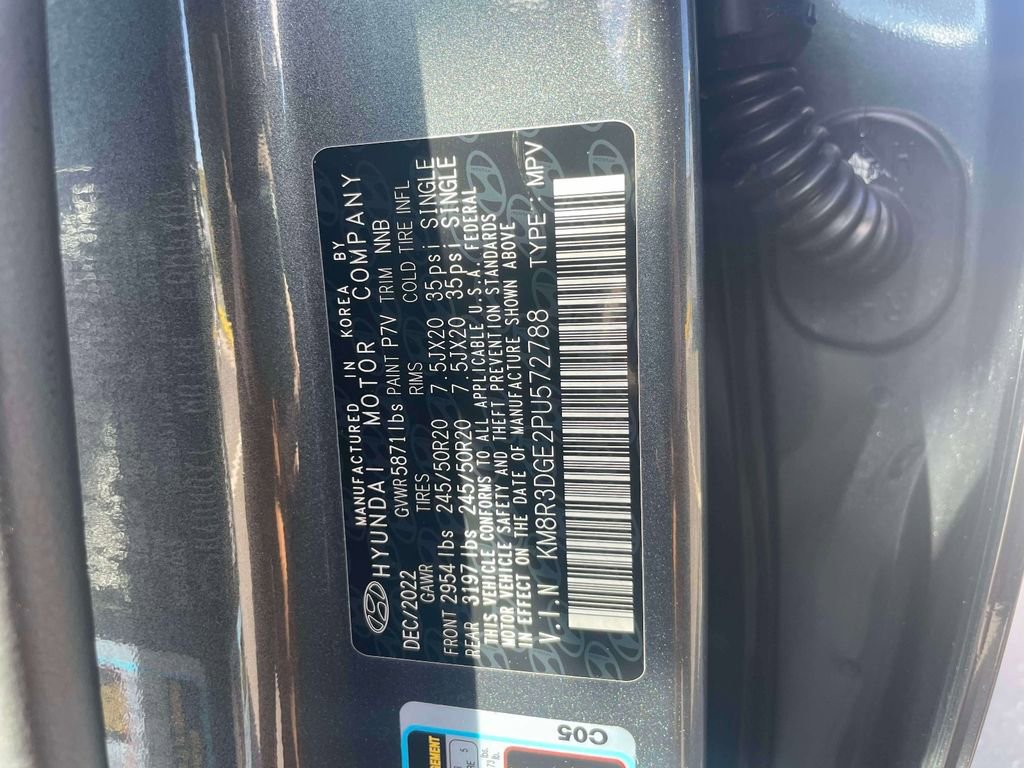 MANUFACTURED IN KOREA BY
HYUNDAI MOTOR COMPANY
DEC/2022 GVWR 5871lbs PAINT P7V TRIM NNB
GAWR TIRES RIMS COLD TIRE INFL
FRONT 2954lbs 245/50R20 7.5JX20 35psi SINGLE
REAR 3197lbs 245/50R20 7.5JX20 35psi SINGLE
THIS VEHICLE CONFORMS TO ALL APPLICABLE U.S.A. FEDERAL
MOTOR VEHICLE SAFETY AND THEFT PREVENTION STANDARDS
IN EFFECT ON THE DATE OF MANUFACTURE SHOWN ABOVE
V.I.N KM8R3DGE2PU572788 TYPE : MPV
C05